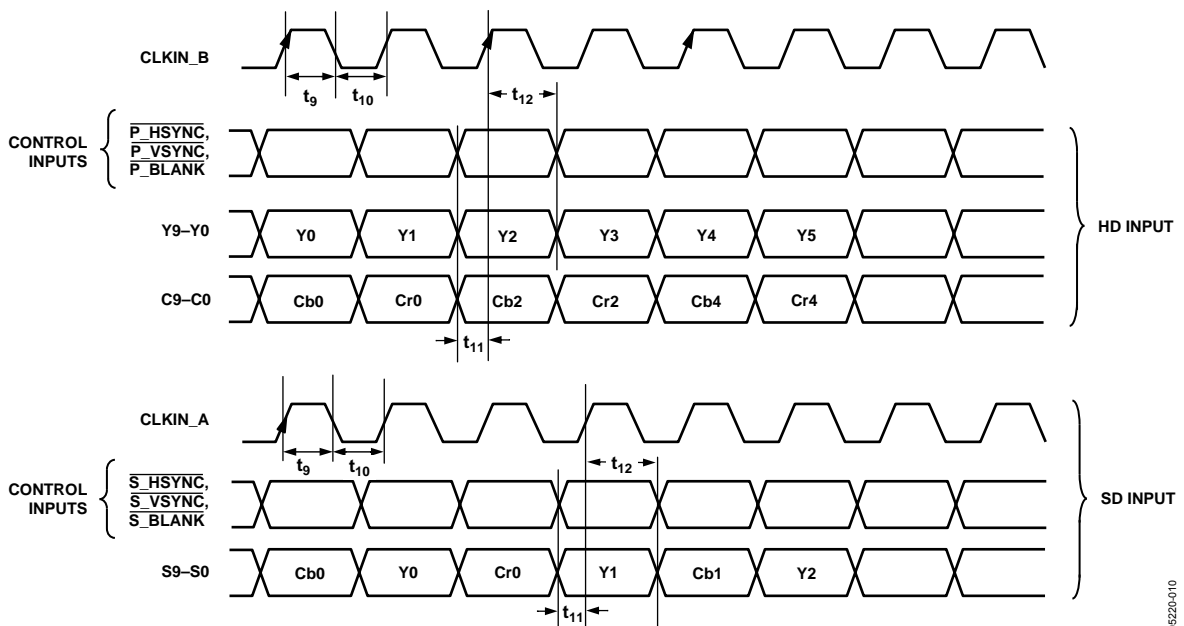 CLKIN_B
t9 t10 t12
CONTROL INPUTS
P_HSYNC,
P_VSYNC,
P_BLANK
Y9–Y0 Y0 Y1 Y2 Y3 Y4 Y5
HD INPUT
C9–C0 Cb0 Cr0 Cb2 Cr2 Cb4 Cr4
t11
CLKIN_A
t9 t10 t12
CONTROL INPUTS
S_HSYNC,
S_VSYNC,
S_BLANK
SD INPUT
S9–S0 Cb0 Y0 Cr0 Y1 Cb1 Y2
t11
05220-010